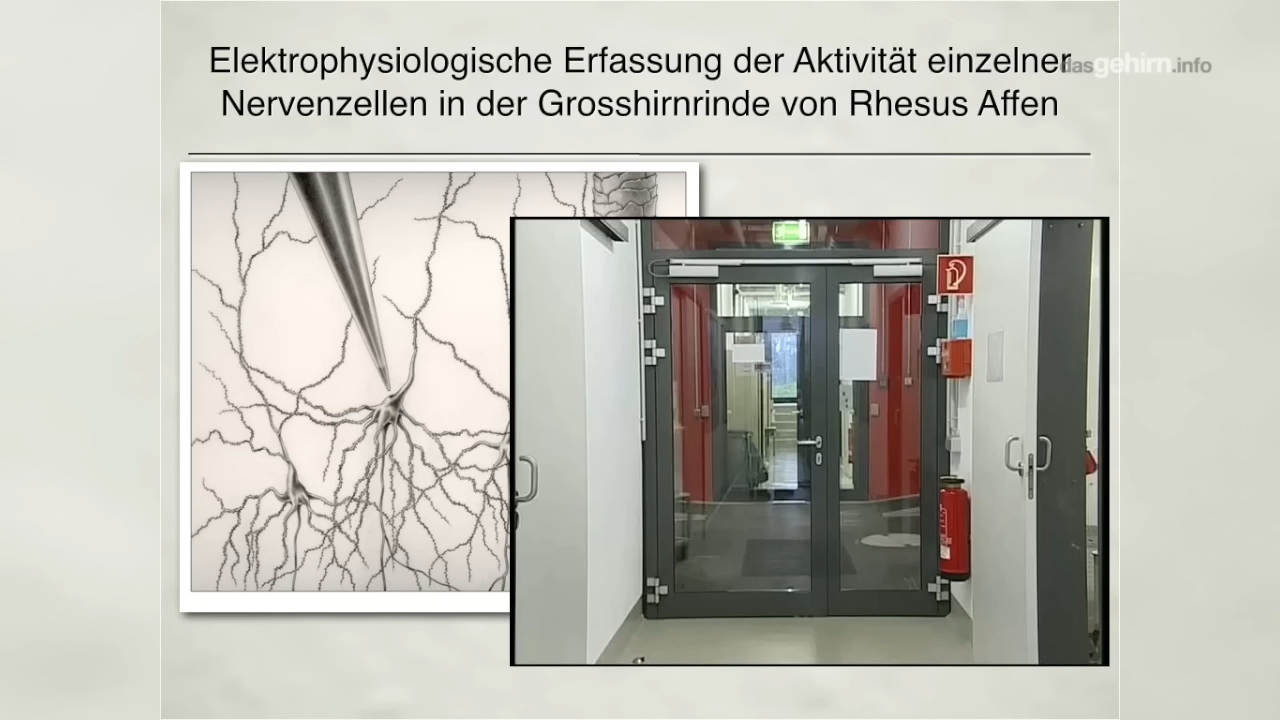 Elektrophysiologische Erfassung der Aktivität einzelner
Nervenzellen in der Grosshirnrinde von Rhesus Affen
dasgehirn.info